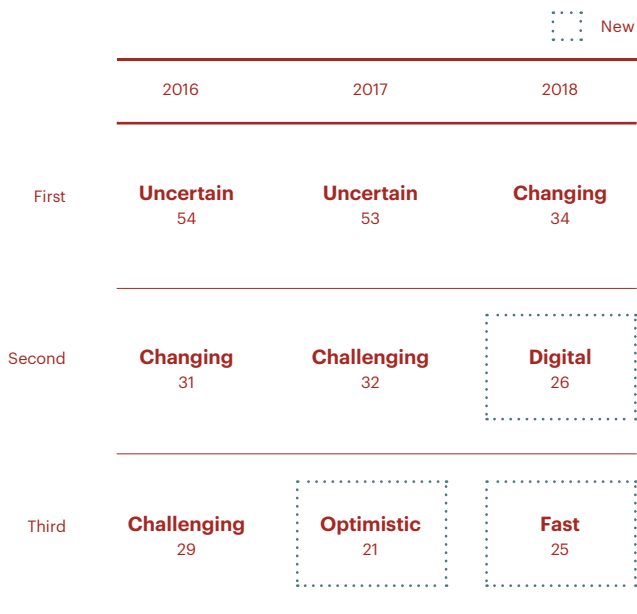 New
2016
2017
2018
First
Uncertain
54
Uncertain
53
Changing
34
Second
Changing
31
Challenging
32
Digital
26
Third
Challenging
29
Optimistic
21
Fast
25